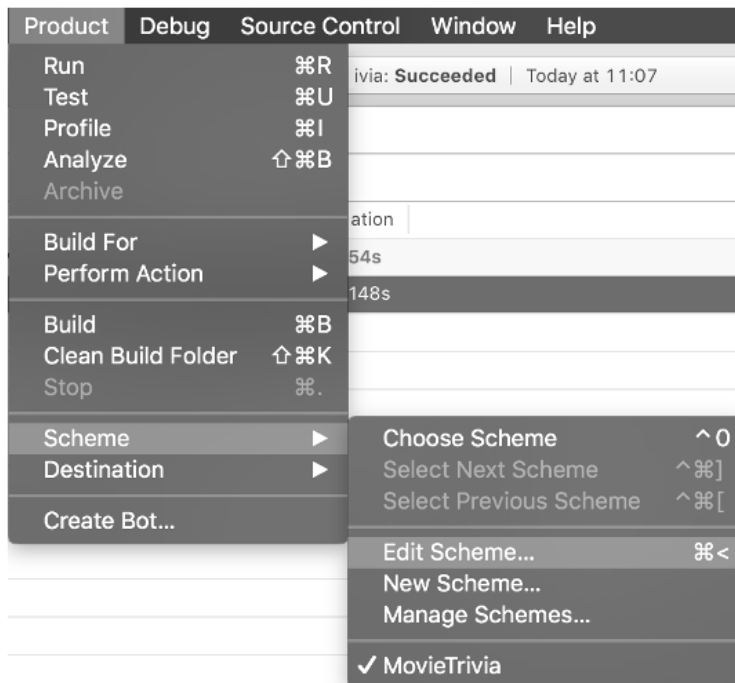 Product Debug Source Control Window Help
Run ⌘R
ivia: Succeeded | Today at 11:07
Test ⌘U
Profile ⌘I
Analyze ⇧⌘B
Archive
ation
Build For ▶
54s
Perform Action ▶
148s
Build ⌘B
Clean Build Folder ⇧⌘K
Stop ⌘.
Scheme ▶
Destination ▶
Create Bot...
Choose Scheme ^0
Select Next Scheme ^⌘]
Select Previous Scheme ^⌘[
Edit Scheme... ⌘<
New Scheme...
Manage Schemes...
✓ MovieTrivia